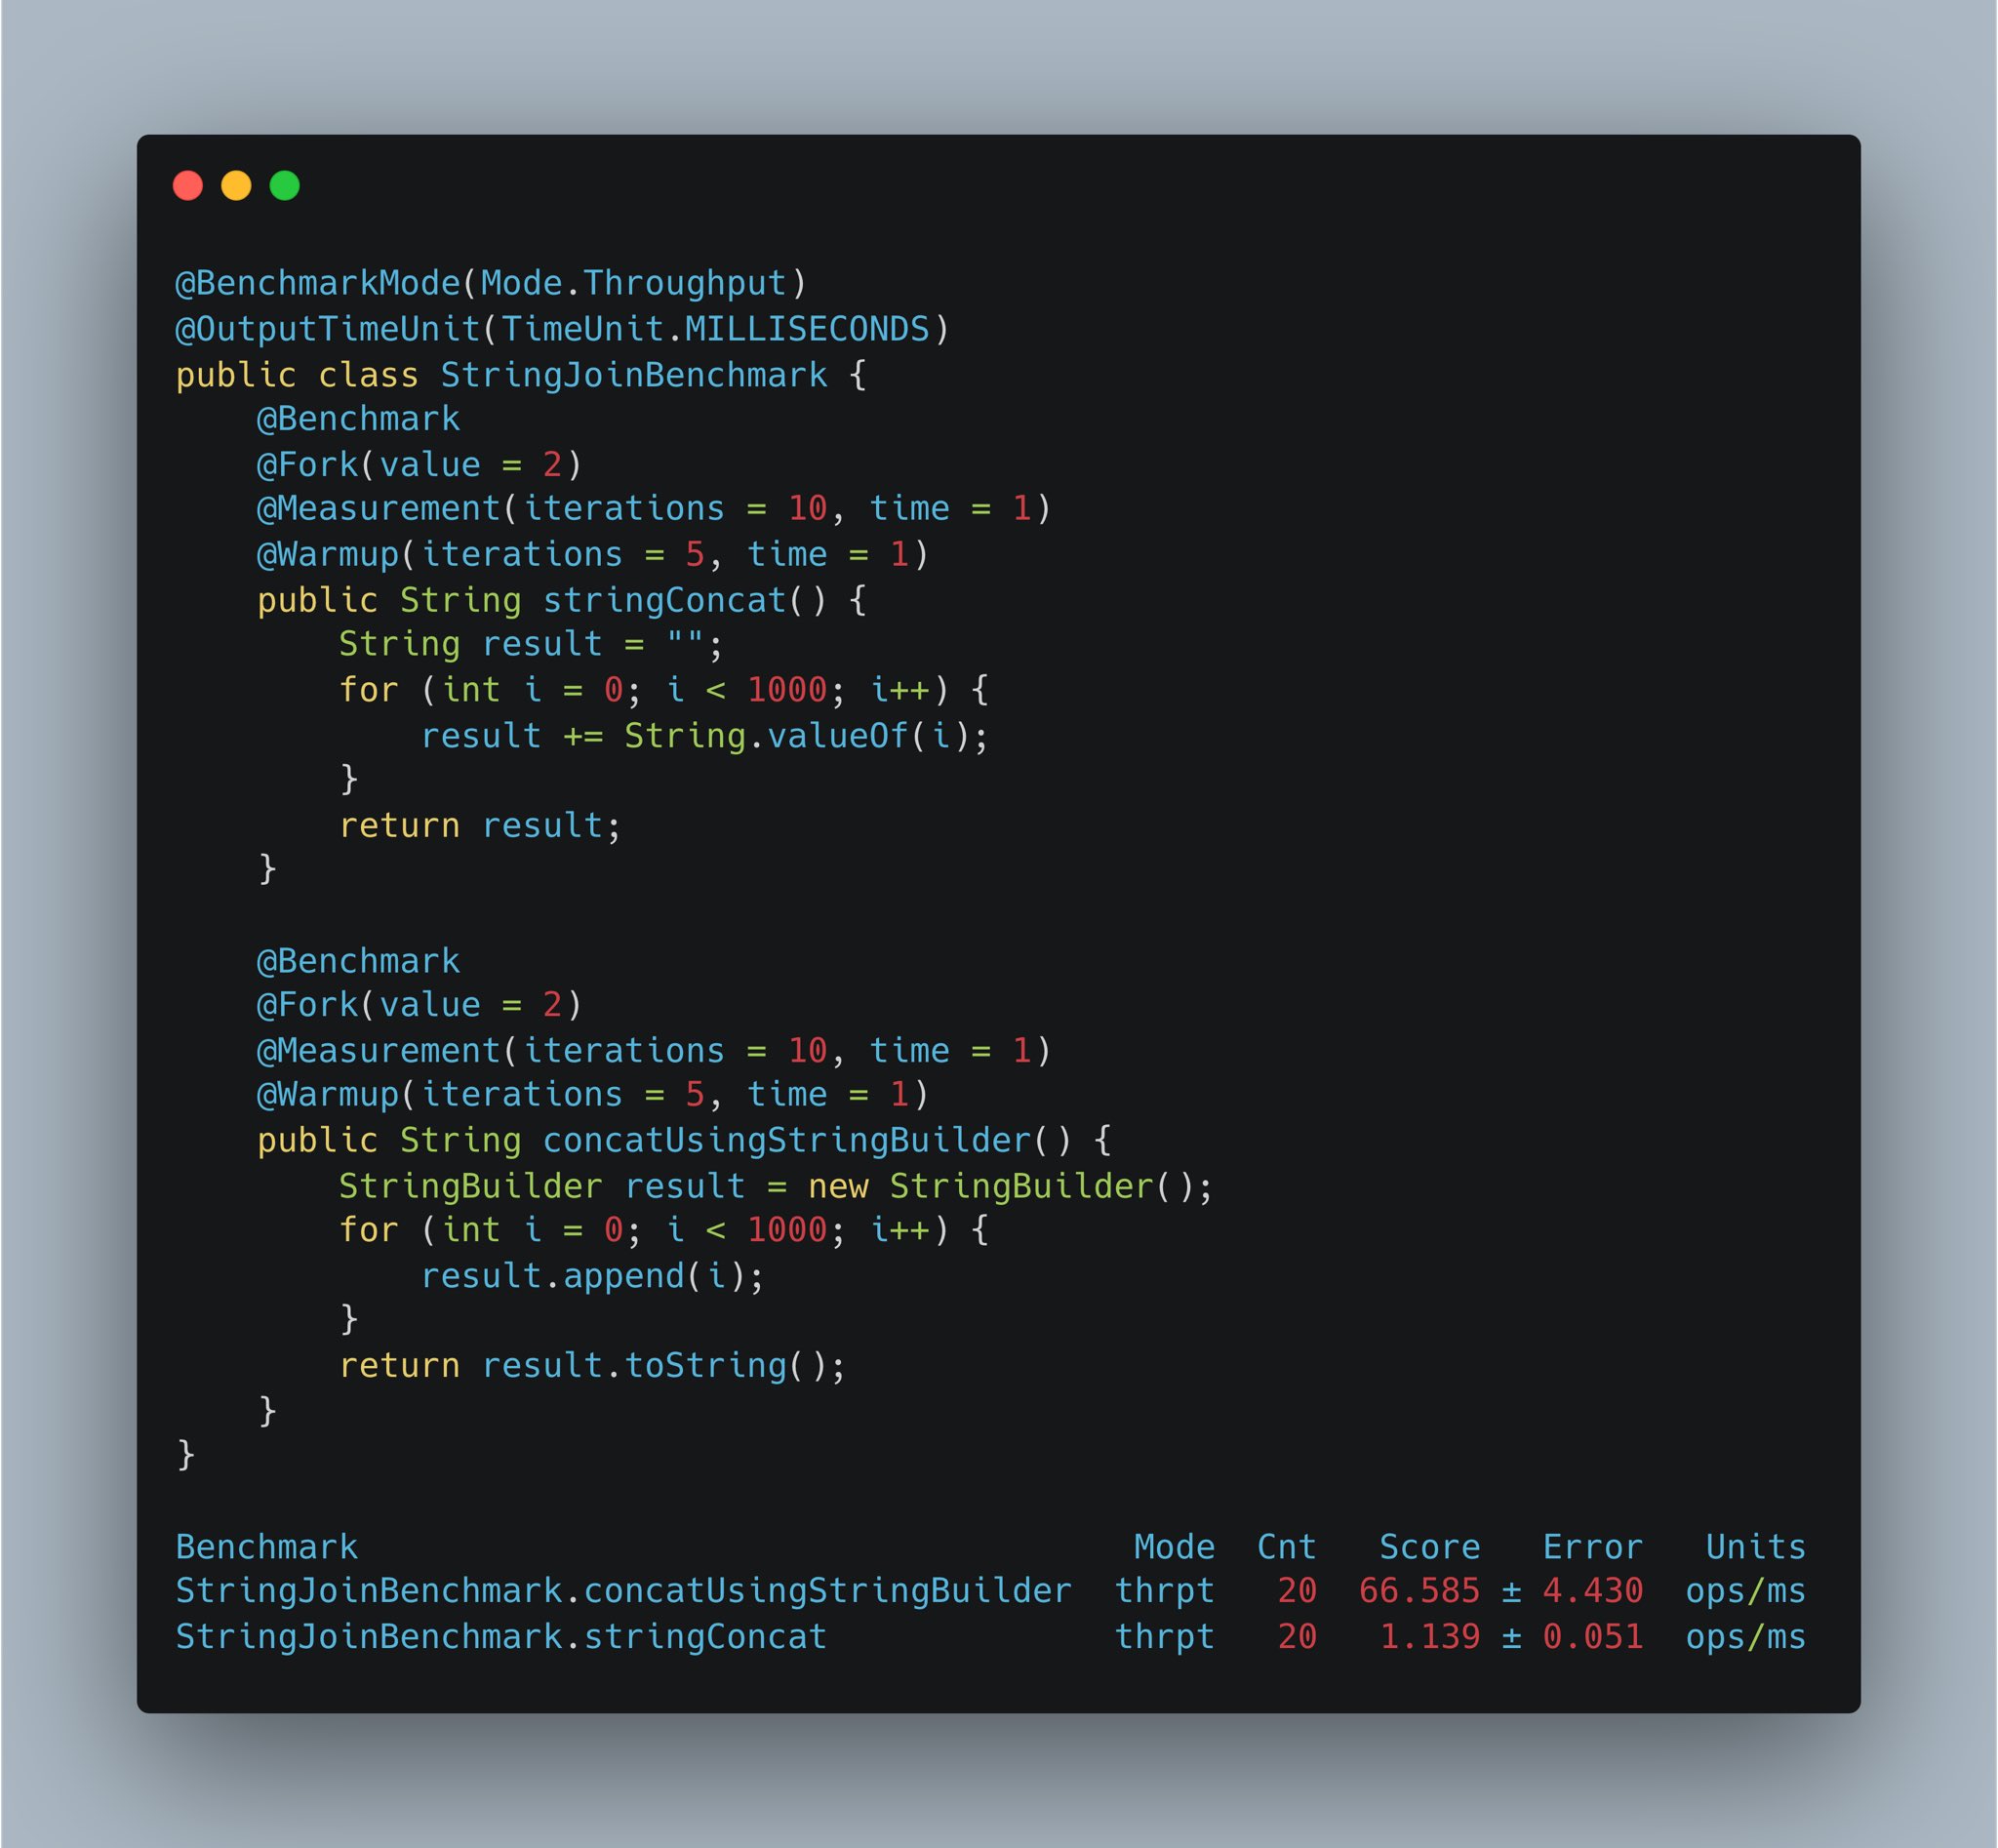 @BenchmarkMode(Mode.Throughput)
@OutputTimeUnit(TimeUnit.MILLISECONDS)
public class StringJoinBenchmark {
    @Benchmark
    @Fork(value = 2)
    @Measurement(iterations = 10, time = 1)
    @Warmup(iterations = 5, time = 1)
    public String stringConcat() {
        String result = "";
        for (int i = 0; i < 1000; i++) {
            result += String.valueOf(i);
        }
        return result;
    }

    @Benchmark
    @Fork(value = 2)
    @Measurement(iterations = 10, time = 1)
    @Warmup(iterations = 5, time = 1)
    public String concatUsingStringBuilder() {
        StringBuilder result = new StringBuilder();
        for (int i = 0; i < 1000; i++) {
            result.append(i);
        }
        return result.toString();
    }
}

Benchmark                                      Mode  Cnt   Score   Error   Units
StringJoinBenchmark.concatUsingStringBuilder  thrpt   20  66.585 ± 4.430  ops/ms
StringJoinBenchmark.stringConcat              thrpt   20   1.139 ± 0.051  ops/ms